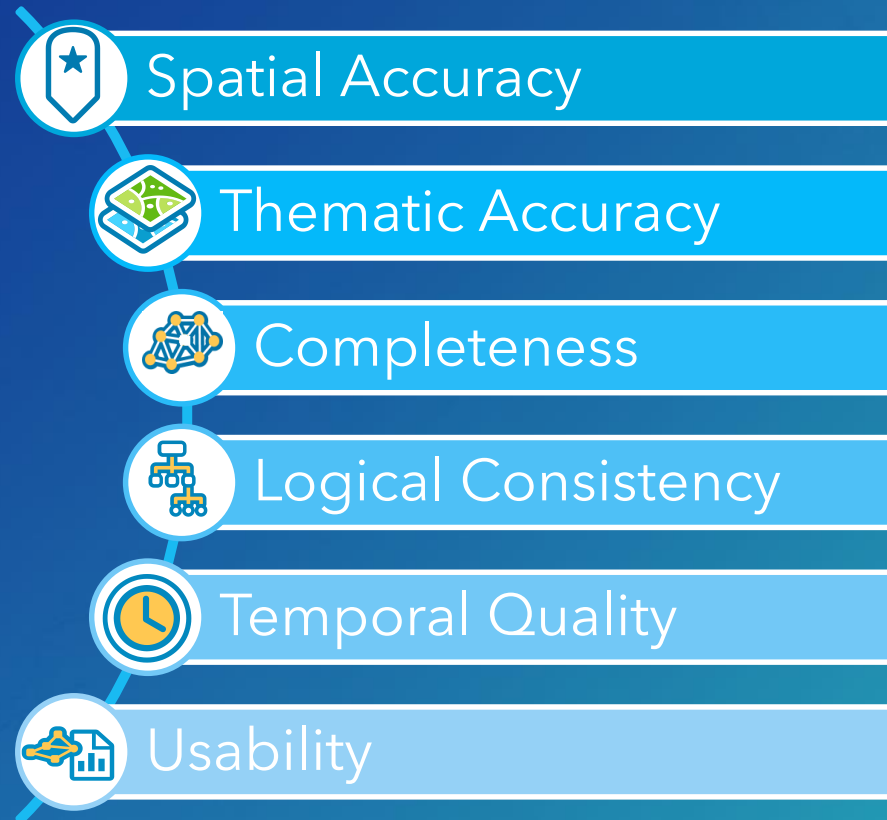 Spatial Accuracy
Thematic Accuracy
Completeness
Logical Consistency
Temporal Quality
Usability